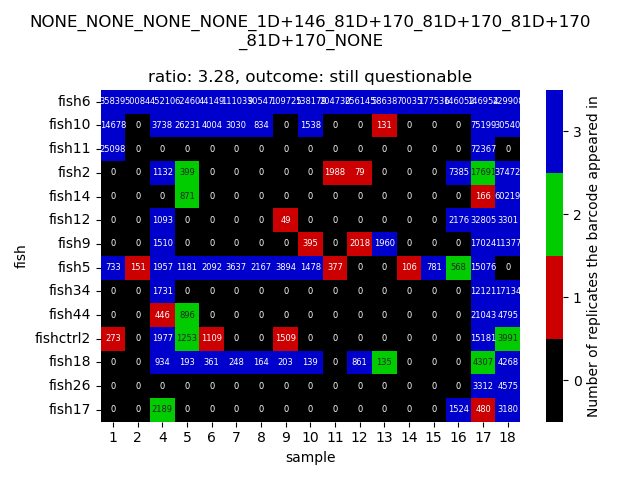 NONE_NONE_NONE_NONE_1D+146_81D+170_81D+170_81D+170
_81D+170_NONE
ratio: 3.28, outcome: still questionable
fish6
fish10 14678 0 3738 26231 4004 3030 834 0 1538 0 0 131 0 0 0 75199 30540
fish11 25098 0 0 0 0 0 0 0 0 0 0 0 0 0 0 72367 0
fish2 0 0 1132 399 0 0 0 0 0 1988 79 0 0 0 7385 17691 37472
fish14 0 0 0 871 0 0 0 0 0 0 0 0 0 0 0 166 60219
fish12 0 0 1093 0 0 0 0 49 0 0 0 0 0 0 2176 32805 3301
fish9 0 0 1510 0 0 0 0 0 395 0 2018 1960 0 0 0 17024 11377
fish5 733 151 1957 1181 2092 3637 2167 3894 1478 377 0 0 106 781 568 15076 0
fish34 0 0 1731 0 0 0 0 0 0 0 0 0 0 0 0 12121 17134
fish44 0 0 446 896 0 0 0 0 0 0 0 0 0 0 0 21043 4795
fishctrl2 273 0 1977 1253 1109 0 0 1509 0 0 0 0 0 0 0 15181 3991
fish18 0 0 934 193 361 248 164 203 139 0 861 135 0 0 0 4307 4268
fish26 0 0 0 0 0 0 0 0 0 0 0 0 0 0 0 3312 4575
fish17 0 0 2189 0 0 0 0 0 0 0 0 0 0 0 1524 480 3180
1 2 4 5 6 7 8 9 10 11 12 13 14 15 16 17 18
sample
fish
3
2
1
0
Number of replicates the barcode appeared in